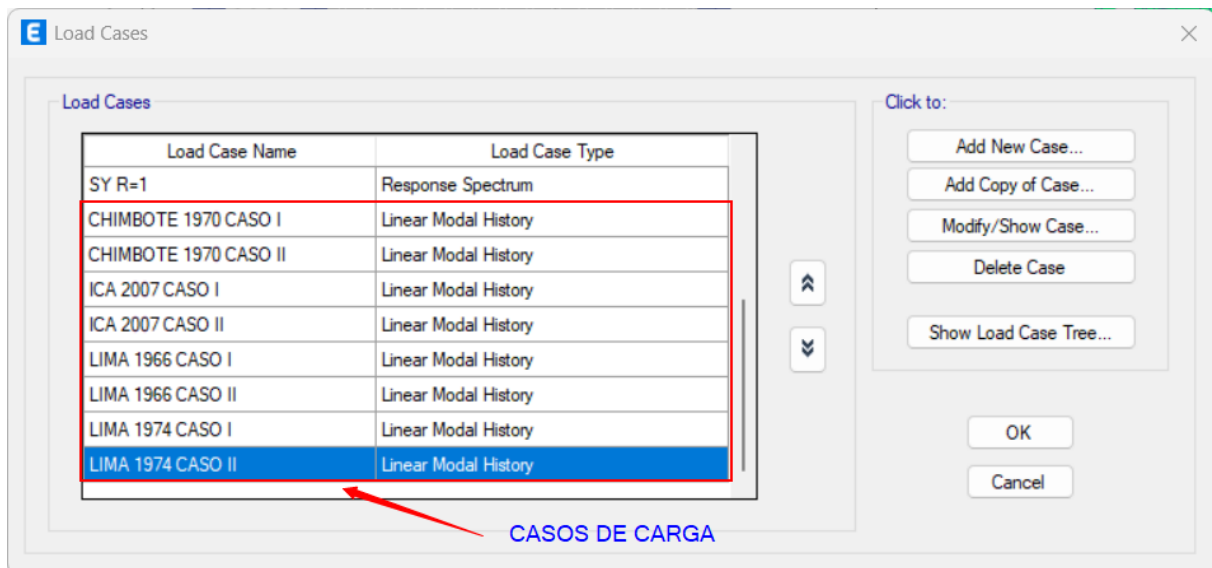 E Load Cases
Load Cases
Click to:
Load Case Name Load Case Type
SY R=1 Response Spectrum
CHIMBOTE 1970 CASO I Linear Modal History
CHIMBOTE 1970 CASO II Linear Modal History
ICA 2007 CASO I Linear Modal History
ICA 2007 CASO II Linear Modal History
LIMA 1966 CASO I Linear Modal History
LIMA 1966 CASO II Linear Modal History
LIMA 1974 CASO I Linear Modal History
LIMA 1974 CASO II Linear Modal History
Add New Case...
Add Copy of Case...
Modify/Show Case...
Delete Case
Show Load Case Tree...
OK
Cancel
CASOS DE CARGA